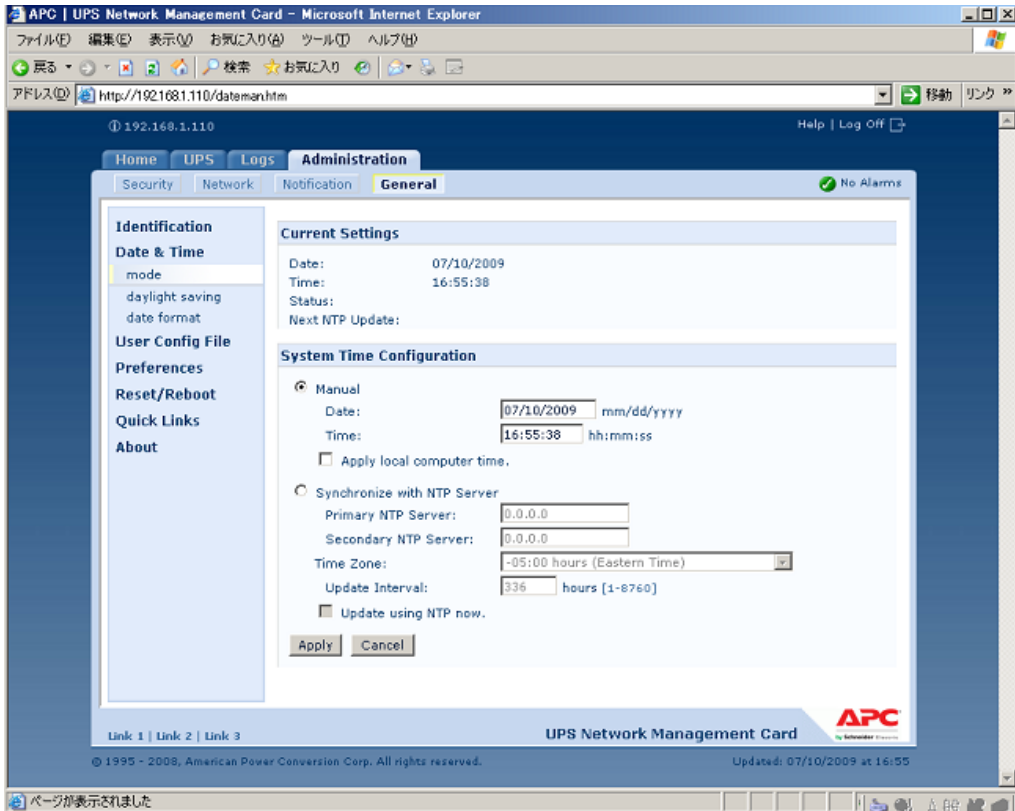 APC | UPS Network Management Card - Microsoft Internet Explorer
ファイル(F) 編集(E) 表示(V) お気に入り(A) ツール(T) ヘルプ(H)
戻る 検索 お気に入り
アドレス(D) http://192.168.1.110/dateman.htm 移動 リンク »
192.168.1.110 Help | Log Off
Home UPS Logs Administration
Security Network Notification General No Alarms
Identification
Date & Time
mode
daylight saving
date format
User Config File
Preferences
Reset/Reboot
Quick Links
About
Current Settings
Date: 07/10/2009
Time: 16:55:38
Status:
Next NTP Update:
System Time Configuration
Manual
Date: 07/10/2009 mm/dd/yyyy
Time: 16:55:38 hh:mm:ss
Apply local computer time.
Synchronize with NTP Server
Primary NTP Server: 0.0.0.0
Secondary NTP Server: 0.0.0.0
Time Zone: -05:00 hours (Eastern Time)
Update Interval: 336 hours [1-8760]
Update using NTP now.
Apply Cancel
Link 1 | Link 2 | Link 3 UPS Network Management Card APC
by Schneider Electric
© 1995 - 2008, American Power Conversion Corp. All rights reserved. Updated: 07/10/2009 at 16:55
ページが表示されました